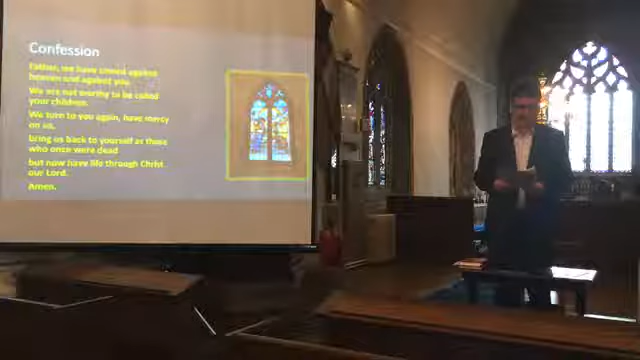 Confession
Father, we have sinned against
heaven and against you.
We are not worthy to be called
your children.
We turn to you again, have mercy
on us,
bring us back to yourself as those
who once were dead
but now have life through Christ
our Lord.
Amen.